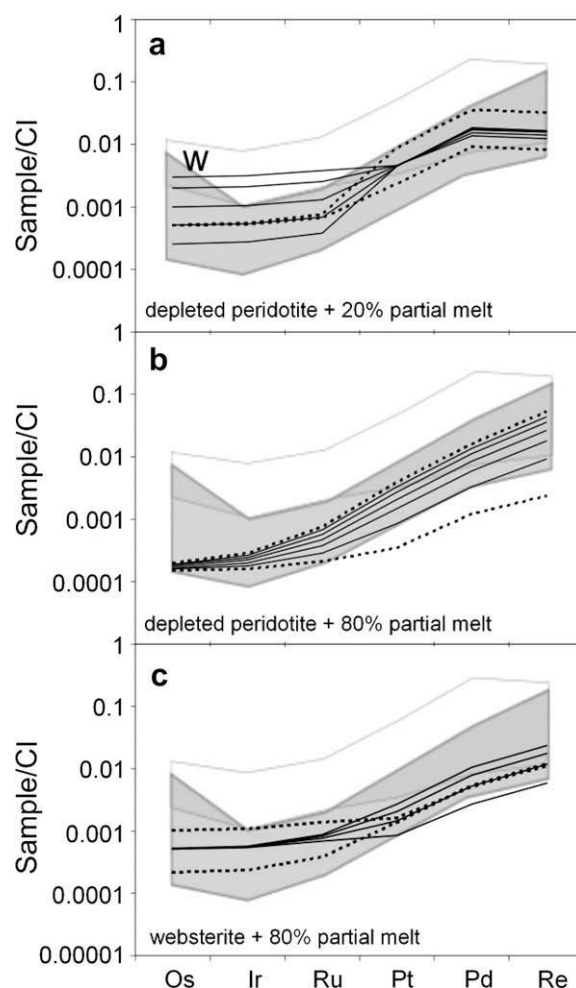 a
1
0.1
0.01
0.001
0.0001
Sample/CI
W
depleted peridotite + 20% partial melt
b
1
0.1
0.01
0.001
0.0001
Sample/CI
depleted peridotite + 80% partial melt
c
1
0.1
0.01
0.001
0.0001
0.00001
Sample/CI
websterite + 80% partial melt
Os Ir Ru Pt Pd Re